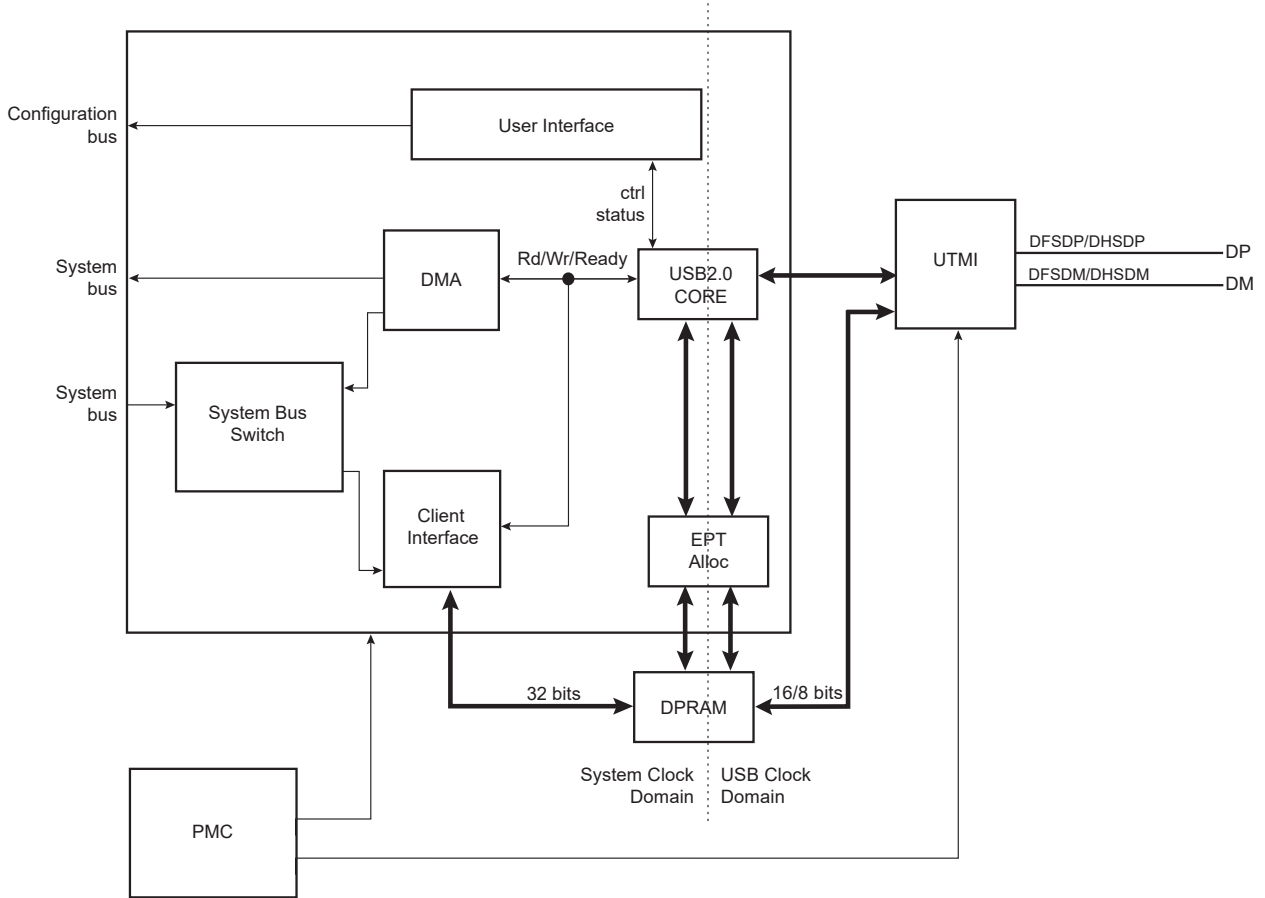 Configuration
bus
User Interface
ctrl
status
System
bus
DMA
Rd/Wr/Ready
USB2.0
CORE
UTMI
DFSDP/DHSDP
DP
DFSDM/DHSDM
DM
System
bus
System Bus
Switch
Client
Interface
EPT
Alloc
32 bits
DPRAM
16/8 bits
System Clock
Domain
USB Clock
Domain
PMC